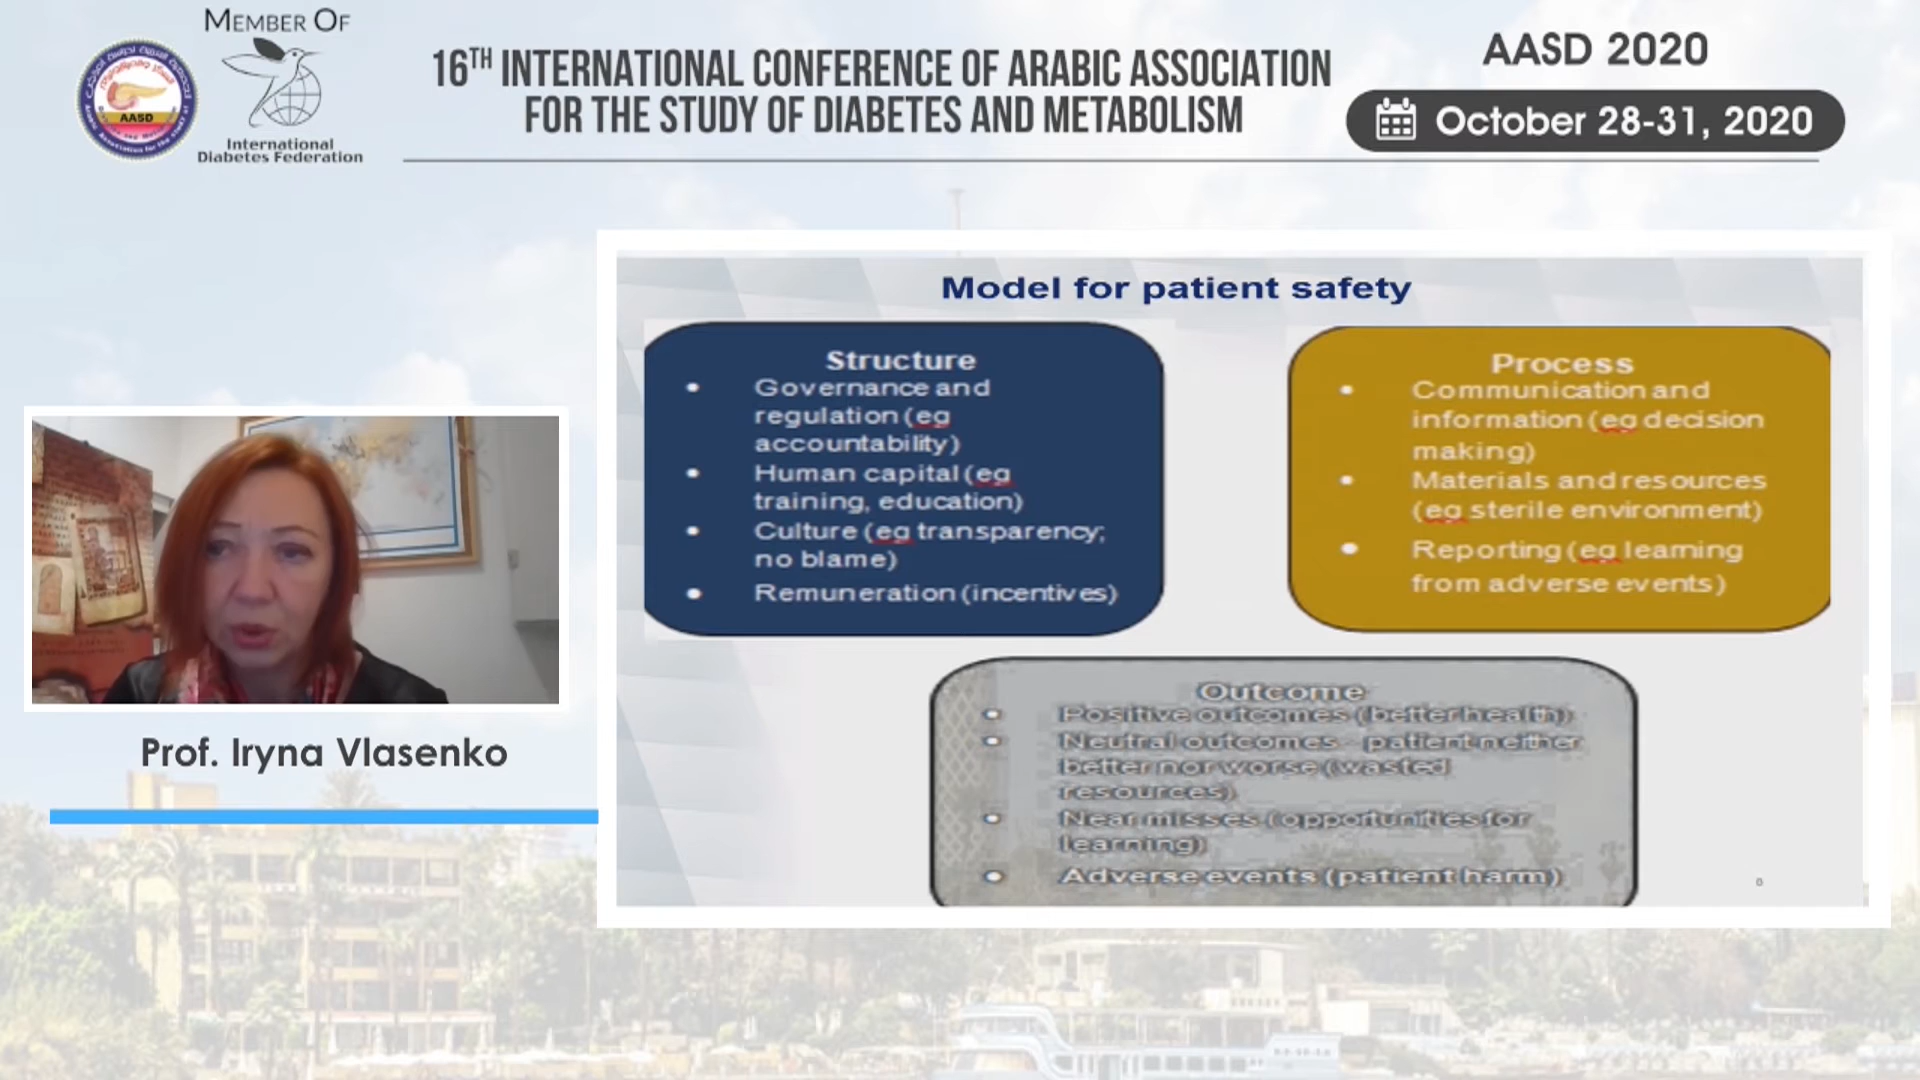 MEMBER OF
AASD
International
Diabetes Federation
16TH INTERNATIONAL CONFERENCE OF ARABIC ASSOCIATION
FOR THE STUDY OF DIABETES AND METABOLISM
AASD 2020
October 28-31, 2020
Model for patient safety
Structure
• Governance and
regulation (eg
accountability)
• Human capital (eg
training, education)
• Culture (eg transparency;
no blame)
• Remuneration (incentives)
Process
• Communication and
information (eg decision
making)
• Materials and resources
(eg sterile environment)
• Reporting (eg learning
from adverse events)
Outcome
• Positive outcomes (better health)
• Neutral outcomes - patient neither
better nor worse (wasted
resources)
• Near misses (opportunities for
learning)
• Adverse events (patient harm)
Prof. Iryna Vlasenko